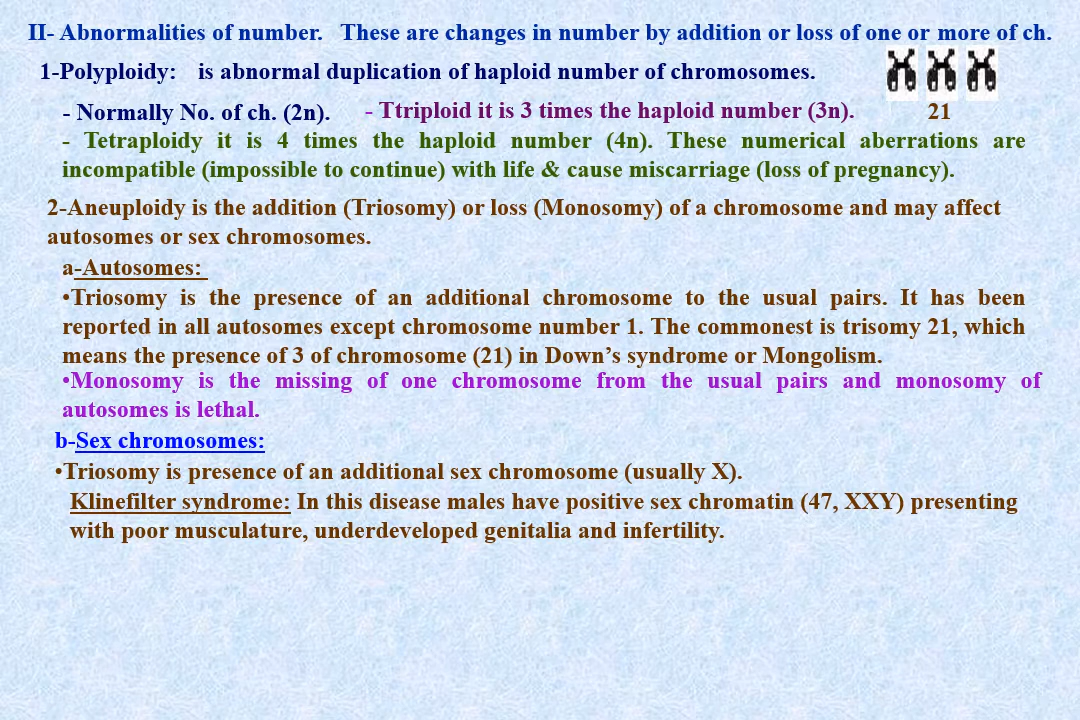 II- Abnormalities of number. These are changes in number by addition or loss of one or more of ch.
1-Polyploidy: is abnormal duplication of haploid number of chromosomes.
- Normally No. of ch. (2n). - Ttriploid it is 3 times the haploid number (3n). 21
- Tetraploidy it is 4 times the haploid number (4n). These numerical aberrations are
incompatible (impossible to continue) with life & cause miscarriage (loss of pregnancy).
2-Aneuploidy is the addition (Triosomy) or loss (Monosomy) of a chromosome and may affect
autosomes or sex chromosomes.
a-Autosomes:
•Triosomy is the presence of an additional chromosome to the usual pairs. It has been
reported in all autosomes except chromosome number 1. The commonest is trisomy 21, which
means the presence of 3 of chromosome (21) in Down’s syndrome or Mongolism.
•Monosomy is the missing of one chromosome from the usual pairs and monosomy of
autosomes is lethal.
b-Sex chromosomes:
•Triosomy is presence of an additional sex chromosome (usually X).
Klinefilter syndrome: In this disease males have positive sex chromatin (47, XXY) presenting
with poor musculature, underdeveloped genitalia and infertility.